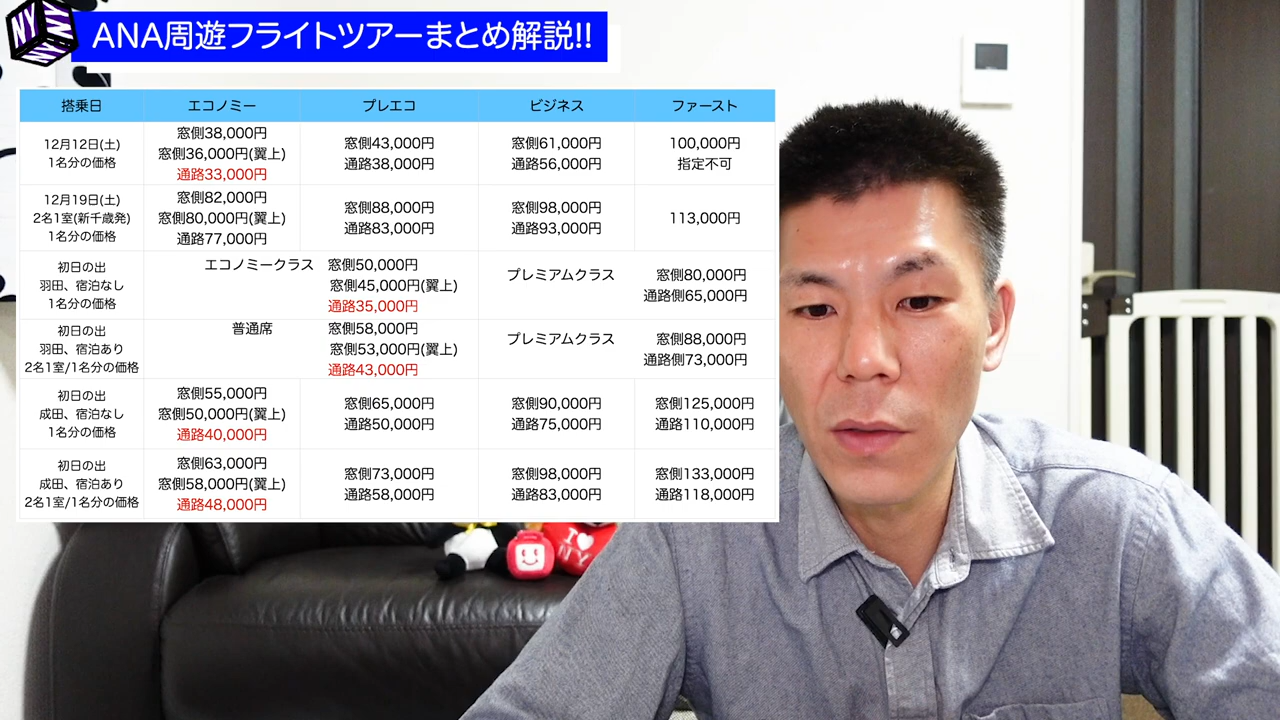 NY
NY
NY
ANA周遊フライトツアーまとめ解説!!
搭乗日 エコノミー プレエコ ビジネス ファースト
12月12日(土)
1名分の価格
窓側38,000円
窓側36,000円(翼上)
通路33,000円
窓側43,000円
通路38,000円
窓側61,000円
通路56,000円
100,000円
指定不可
12月19日(土)
2名1室(新千歳発)
1名分の価格
窓側82,000円
窓側80,000円(翼上)
通路77,000円
窓側88,000円
通路83,000円
窓側98,000円
通路93,000円
113,000円
初日の出
羽田、宿泊なし
1名分の価格
エコノミークラス 窓側50,000円
窓側45,000円(翼上)
通路35,000円
プレミアムクラス
窓側80,000円
通路側65,000円
初日の出
羽田、宿泊あり
2名1室/1名分の価格
普通席 窓側58,000円
窓側53,000円(翼上)
通路43,000円
プレミアムクラス
窓側88,000円
通路側73,000円
初日の出
成田、宿泊なし
1名分の価格
窓側55,000円
窓側50,000円(翼上)
通路40,000円
窓側65,000円
通路50,000円
窓側90,000円
通路75,000円
窓側125,000円
通路110,000円
初日の出
成田、宿泊あり
2名1室/1名分の価格
窓側63,000円
窓側58,000円(翼上)
通路48,000円
窓側73,000円
通路58,000円
窓側98,000円
通路83,000円
窓側133,000円
通路118,000円
I
NY